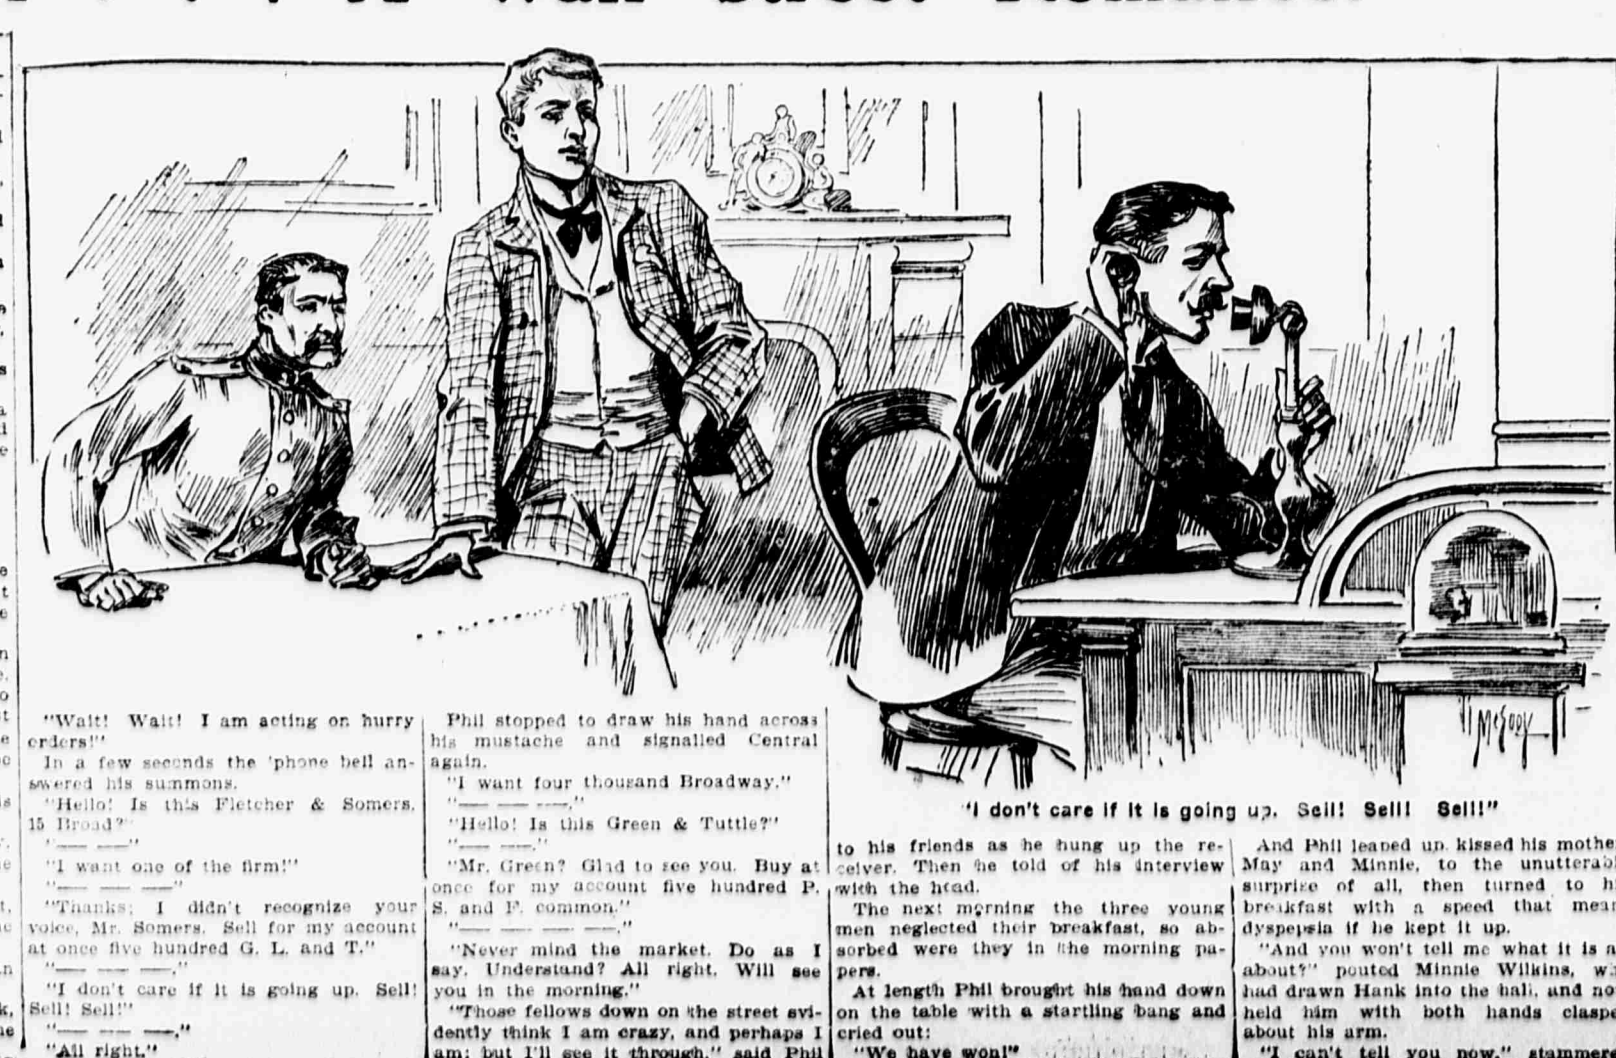 "Wait! Wait! I am acting on hurry
orders!"
In a few seconds the 'phone bell an-
swered his summons.
"Hello! Is this Fletcher & Somers,
15 Broad?"
"— — —"
"I want one of the firm!"
"— — — —"
"Thanks; I didn't recognize your
voice, Mr. Somers. Sell for my account
at once five hundred G. L. and T."
"— — — —."
"I don't care if it is going up. Sell!
Sell! Sell!"
"— — — —."
"All right."
Phil stopped to draw his hand across
his mustache and signalled Central
again.
"I want four thousand Broadway."
"— — — —."
"Hello! Is this Green & Tuttle?"
"— — —."
"Mr. Green? Glad to see you. Buy at
once for my account five hundred P.
S. and F. common."
"— — — — —."
"Never mind the market. Do as I
say. Understand? All right. Will see
you in the morning."
"Those fellows down on the street evi-
dently think I am crazy, and perhaps I
am; but I'll see it through," said Phil
McGook
"I don't care if it is going up. Sell! Sell! Sell!"
to his friends as he hung up the re-
ceiver. Then he told of his interview
with the head.
The next morning the three young
men neglected their breakfast, so ab-
sorbed were they in the morning pa-
pers.
At length Phil brought his hand down
on the table with a startling bang and
cried out:
"We have won!"
And Phil leaped up, kissed his mothe
May and Minnie, to the unutterabl
surprise of all, then turned to hi
breakfast with a speed that mean
dyspepsia if he kept it up.
"And you won't tell me what it is a
about?" pouted Minnie Wilkins, w
had drawn Hank into the hall, and no
held him with both hands claspe
about his arm.
"I can't tell you now,"